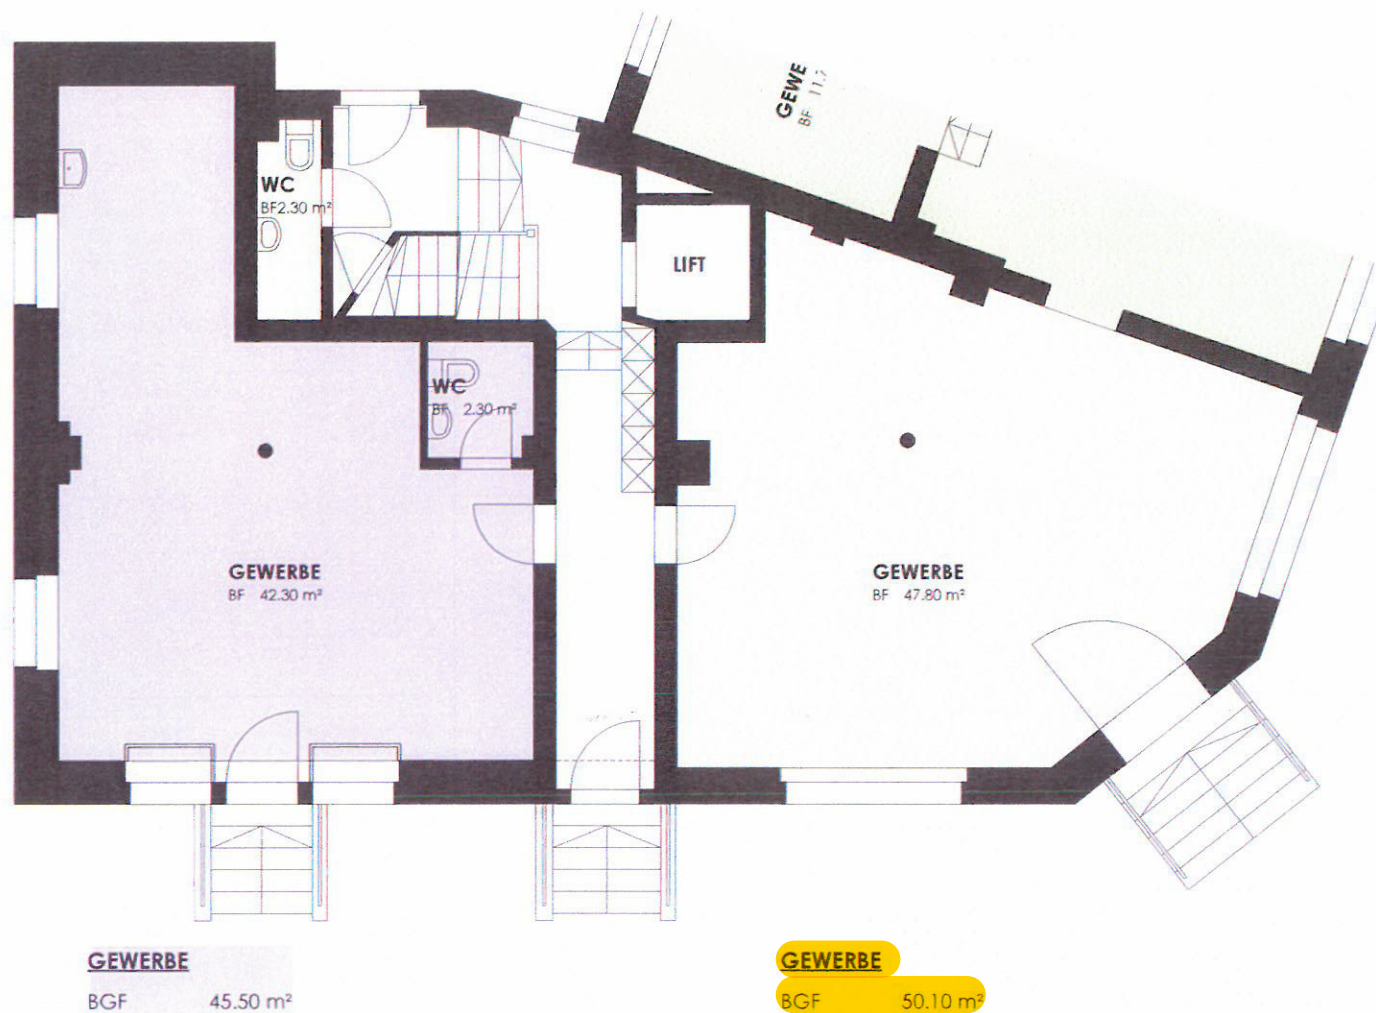 GEWE
BF 11.
WC
BF2.30 m²
LIFT
WC
BF 2.30 m²
GEWERBE
BF 42.30 m²
GEWERBE
BF 47.80 m²
GEWERBE
BGF 45.50 m²
GEWERBE
BGF 50.10 m²